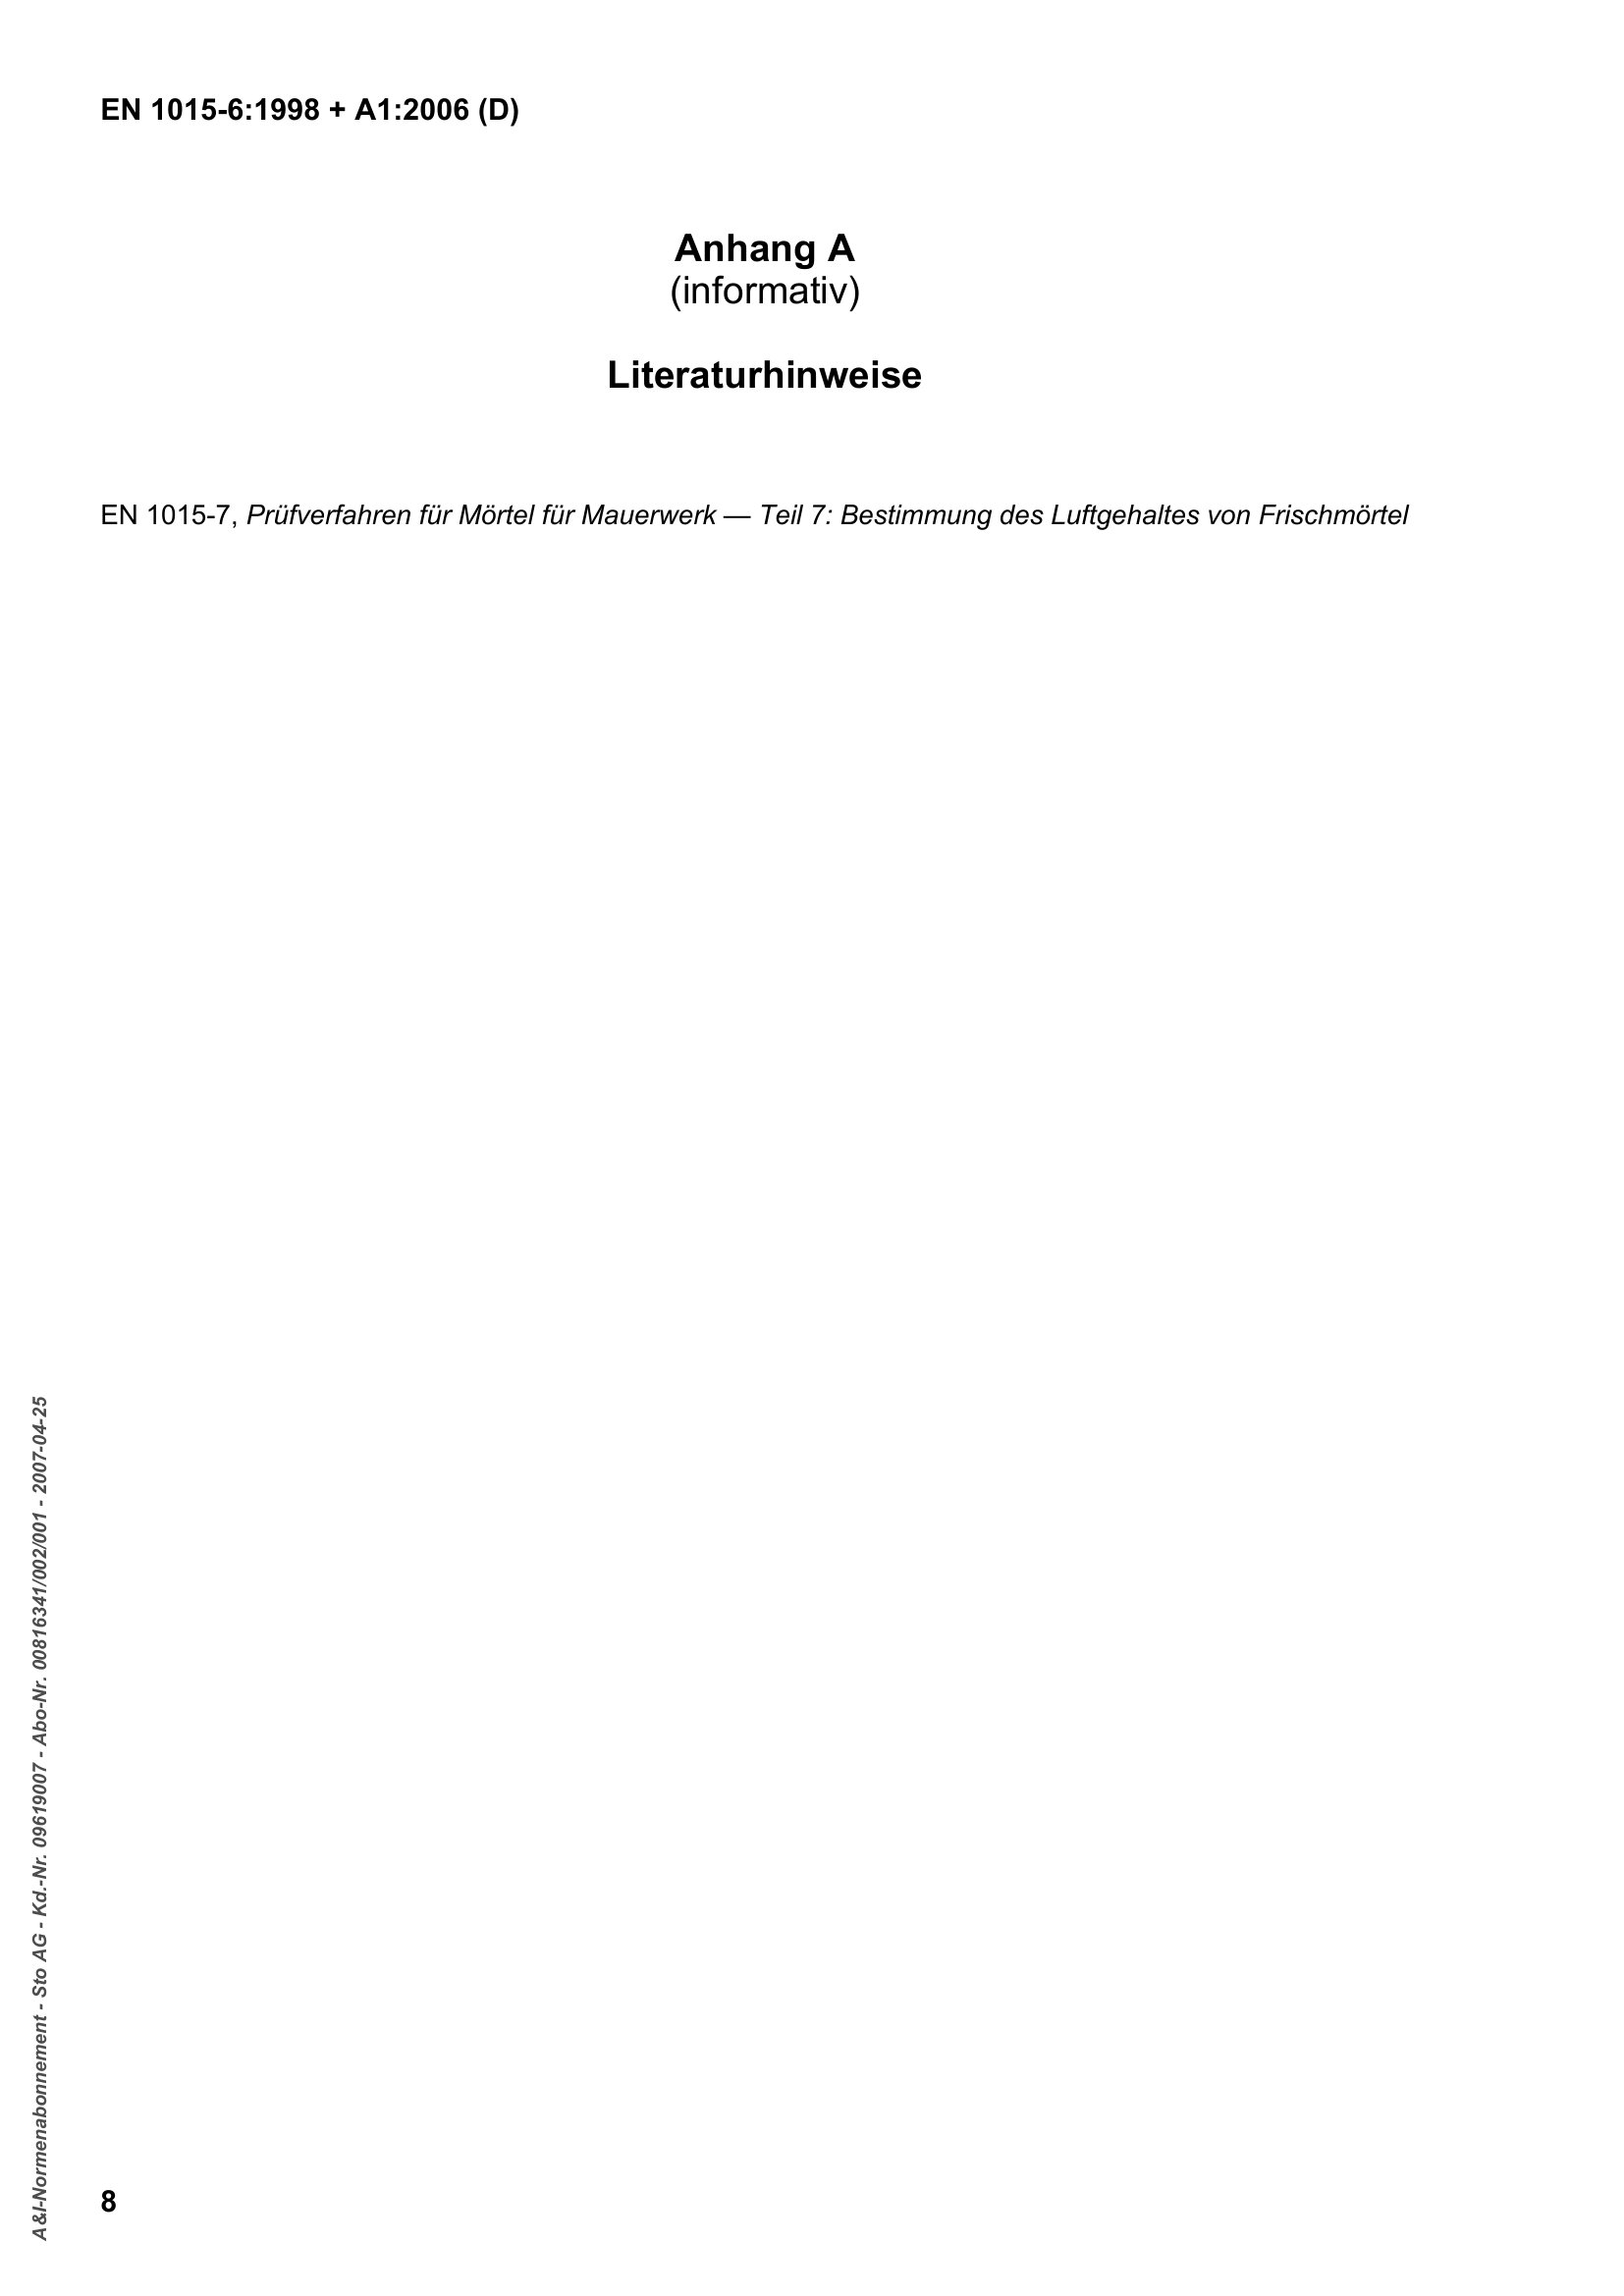 EN 1015-6:1998 + A1:2006 (D)
Anhang A
(informativ)
Literaturhinweise
EN 1015-7, Prüfverfahren für Mörtel für Mauerwerk — Teil 7: Bestimmung des Luftgehaltes von Frischmörtel
A&I-Normenabonnement - Sto AG - Kd.-Nr. 09619007 - Abo-Nr. 00816341/002/001 - 2007-04-25
8